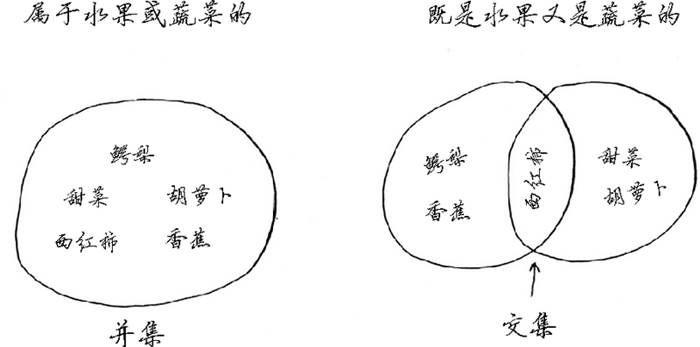 属于水果或蔬菜的
鳄梨
甜菜 胡萝卜
西红柿 香蕉
并集
既是水果又是蔬菜的
鳄梨
香蕉
西红柿
甜菜
胡萝卜
交集